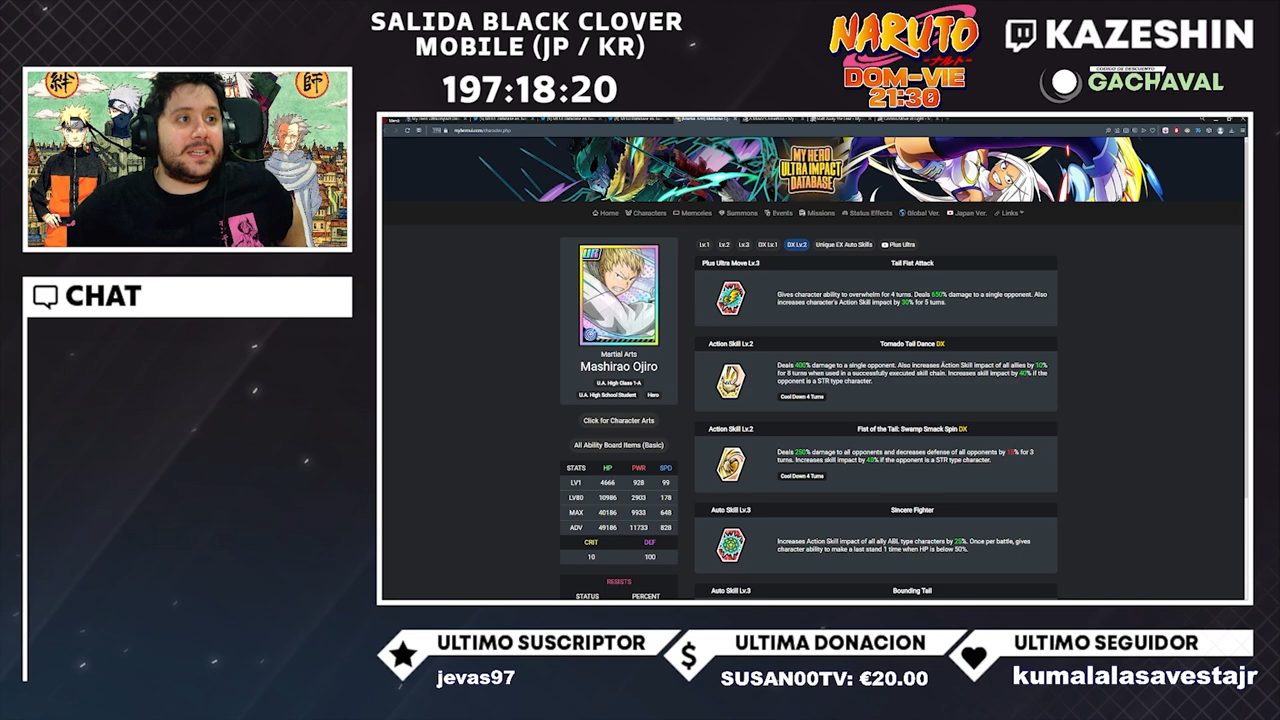 SALIDA BLACK CLOVER
MOBILE (JP / KR)
197:18:20
NARUTO
DOM-VIE
21:30
KAZESHIN
CODIGO DE DESCUENTO
GACHAVAL
CHAT
MY HERO
ULTRA IMPACT
DATABASE
Home Characters Memories Summons Events Missions Status Effects Global Ver. Japan Ver. Links
UR
Martial Arts
Mashirao Ojiro
U.A. High Class 1-A
U.A. High School Student Hero
Click for Character Arts
All Ability Board Items (Basic)
STATS HP PWR SPD
LV1 4666 928 99
LV80 10986 2903 178
MAX 40186 9933 648
ADV 49186 11733 828
CRIT DEF
10 100
RESISTS
STATUS PERCENT
Lv.1 Lv.2 Lv.3 DX Lv.1 DX Lv.2 Unique EX Auto Skills Plus Ultra
Plus Ultra Move Lv.3 Tail Fist Attack
Gives character ability to overwhelm for 4 turns. Deals 650% damage to a single opponent. Also
increases character's Action Skill impact by 30% for 5 turns.
Action Skill Lv.2 Tornado Tail Dance DX
Deals 400% damage to a single opponent. Also increases Action Skill impact of all allies by 10%
for 8 turns when used in a successfully executed skill chain. Increases skill impact by 40% if the
opponent is a STR type character.
Cool Down 4 Turns
Action Skill Lv.2 Fist of the Tail: Swamp Smack Spin DX
Deals 250% damage to all opponents and decreases defense of all opponents by % for 3
turns. Increases skill impact by 40% if the opponent is a STR type character.
Cool Down 4 Turns
Auto Skill Lv.3 Sincere Fighter
Increases Action Skill impact of all ally ABL type characters by 25%. Once per battle, gives
character ability to make a last stand 1 time when HP is below 50%.
Auto Skill Lv.3 Bounding Tail
ULTIMO SUSCRIPTOR
jevas97
ULTIMA DONACION
SUSAN00TV: €20.00
ULTIMO SEGUIDOR
kumalalasavestajr